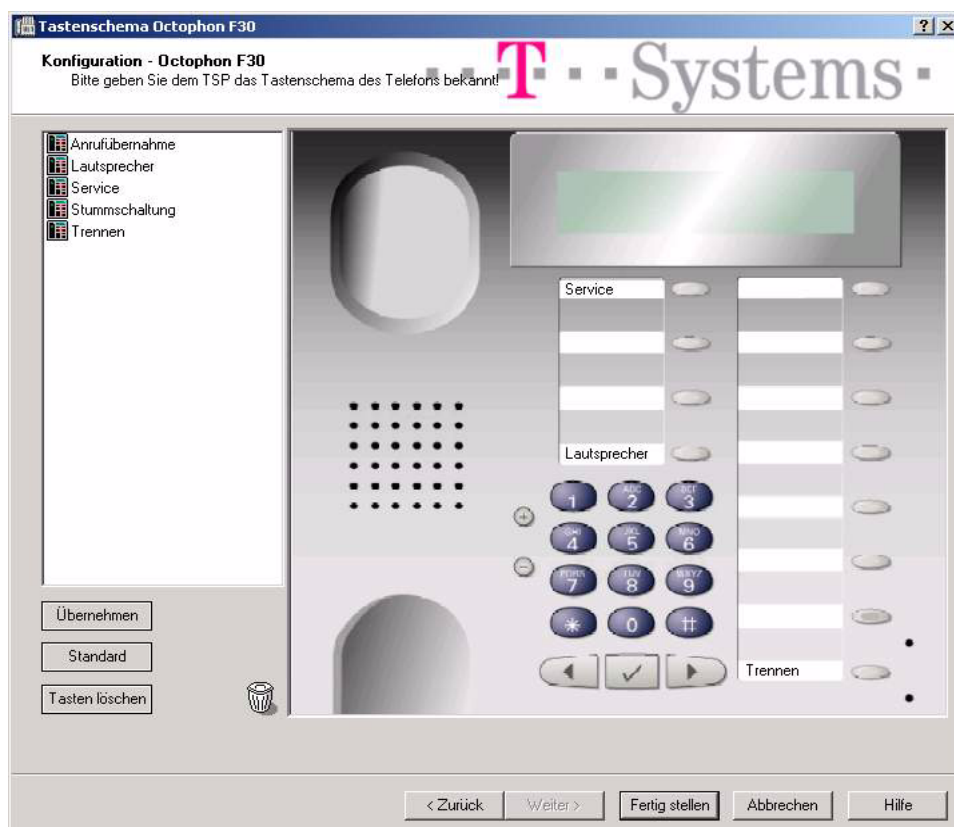 Tastenschema Octophon F30
Konfiguration - Octophon F30
Bitte geben Sie dem TSP das Tastenschema des Telefons bekannt!
T Systems
Anrufübernahme
Lautsprecher
Service
Stummschaltung
Trennen
Service
Lautsprecher
1 ABC 2 DEF 3
GHI 4 JKL 5 MNO 6
PQRS 7 TUV 8 WXYZ 9
* 0 #
Trennen
Übernehmen
Standard
Tasten löschen
< Zurück Weiter > Fertig stellen Abbrechen Hilfe